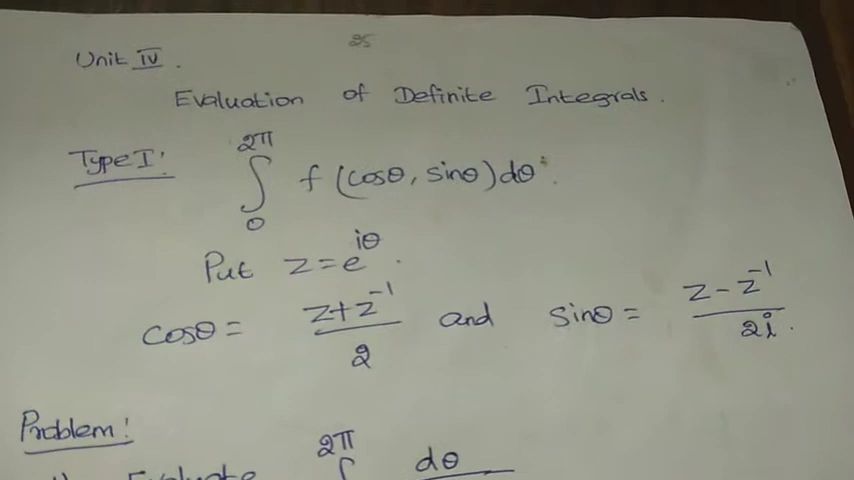 25
Unit IV.
Evaluation of Definite Integrals.
Type I: ∫₀^2π f (cosθ, sinθ) dθ.
Put z = e^iθ.
cosθ = (z + z⁻¹)/2 and sinθ = (z - z⁻¹)/2i.
Problem!
Evaluate ∫^2π dθ